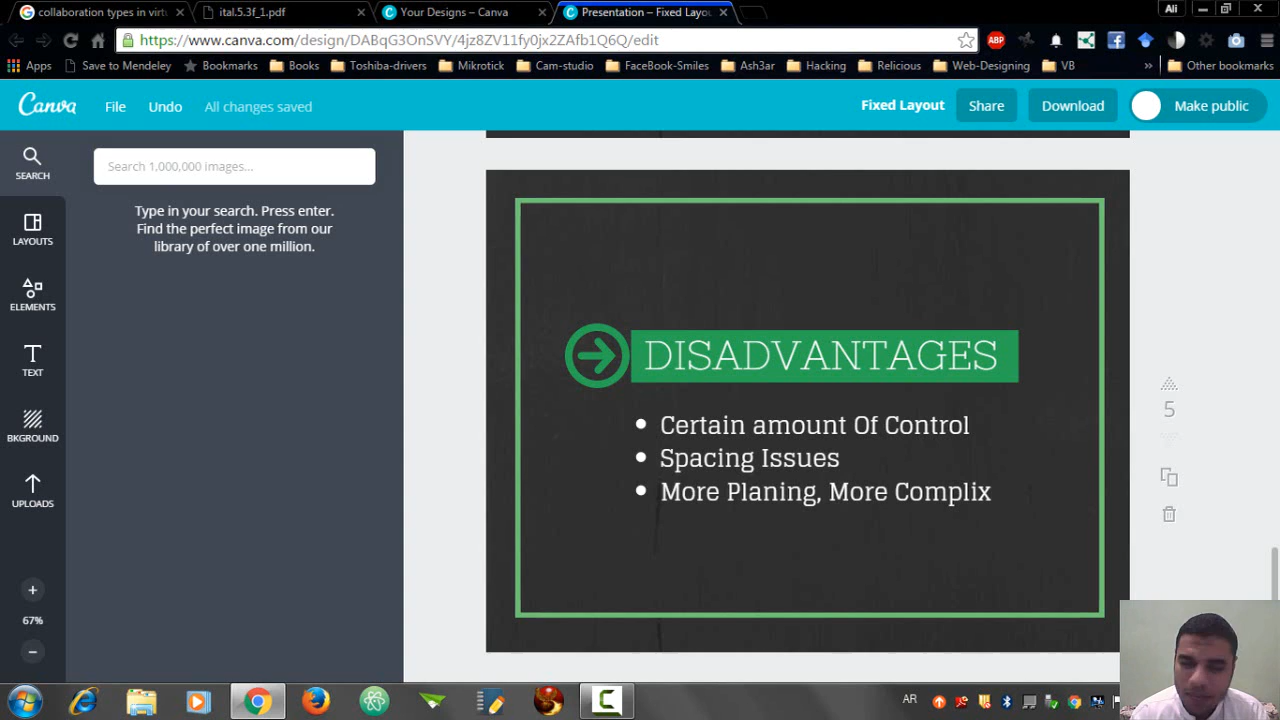 collaboration types in virtu
ital.5.3f_1.pdf
Your Designs – Canva
Presentation – Fixed Layou
Ali
https://www.canva.com/design/DABqG3OnSVY/4jz8ZV11fy0jx2ZAfb1Q6Q/edit
ABP
Apps
Save to Mendeley
Bookmarks
Books
Toshiba-drivers
Mikrotick
Cam-studio
FaceBook-Smiles
Ash3ar
Hacking
Relicious
Web-Designing
VB
»
Other bookmarks
Canva
File
Undo
All changes saved
Fixed Layout
Share
Download
Make public
SEARCH
Search 1,000,000 images...
Type in your search. Press enter.
Find the perfect image from our
library of over one million.
LAYOUTS
ELEMENTS
TEXT
BKGROUND
UPLOADS
+
67%
−
DISADVANTAGES
• Certain amount Of Control
• Spacing Issues
• More Planing, More Complix
5
AR